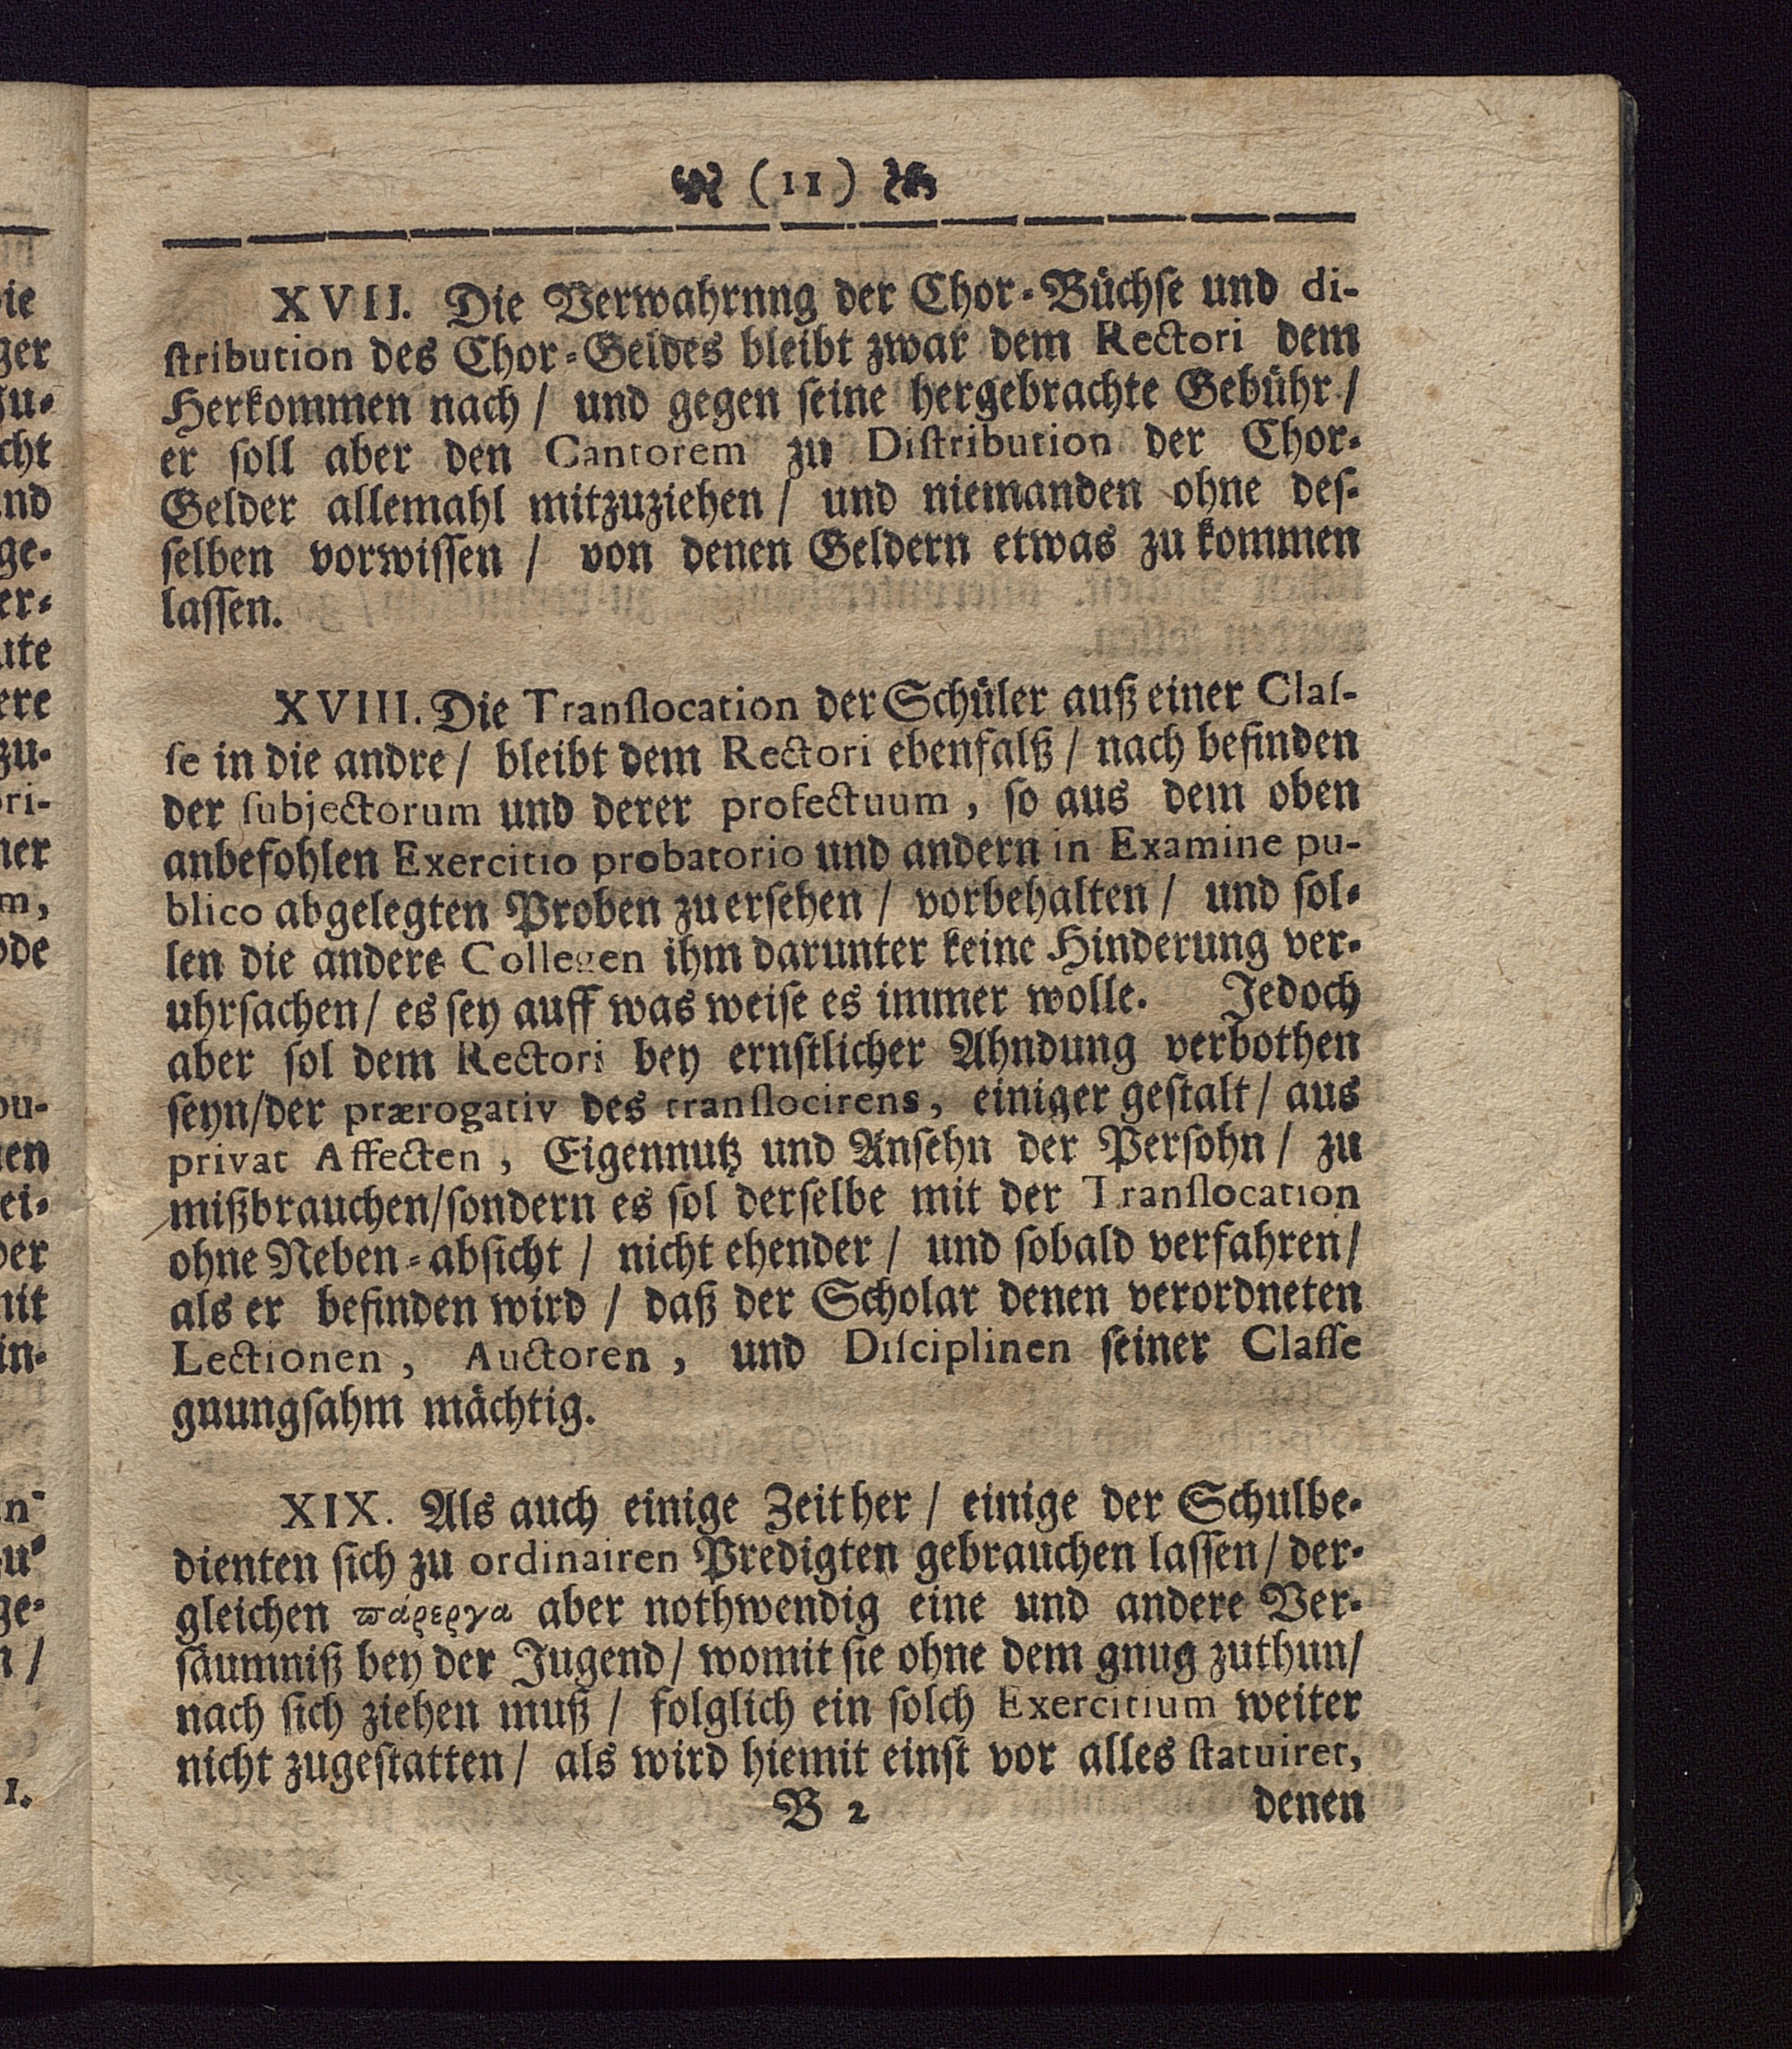 (11)
XVII. Die Verwahrnng der Chor-Büchse und di-
stribution des Chor-Geldes bleibt zwar dem Rectori dem
Herkommen nach / und gegen seine hergebrachte Gebühr /
er soll aber den Cantorem zu Distribution der Chor-
Gelder allemahl mitzuziehen / und niemanden ohne des-
selben vorwissen / von denen Geldern etwas zu kommen
lassen.
XVIII. Die Translocation der Schüler auß einer Clas-
se in die andre / bleibt dem Rectori ebenfalß / nach befinden
der subjectorum und derer profectuum, so aus dem oben
anbefohlen Exercitio probatorio und andern in Examine pu-
blico abgelegten Proben zu ersehen / vorbehalten / und sol-
len die andere Collegen ihm darunter keine Hinderung ver-
uhrsachen / es sey auff was weise es immer wolle. Jedoch
aber sol dem Rectori bey ernstlicher Ahndung verbothen
seyn / der prærogativ des translocirens, einiger gestalt / aus
privat Affecten, Eigennutz und Ansehn der Persohn / zu
mißbrauchen / sondern es sol derselbe mit der Translocation
ohne Neben-absicht / nicht ehender / und sobald verfahren /
als er befinden wird / daß der Scholar denen verordneten
Lectionen, Auctoren, und Disciplinen seiner Classe
gnungsahm mächtig.
XIX. Als auch einige Zeither / einige der Schulbe-
dienten sich zu ordinairen Predigten gebrauchen lassen / der-
gleichen πάρεργα aber nothwendig eine und andere Ver-
säumniß bey der Jugend / womit sie ohne dem gnug zuthun /
nach sich ziehen muß / folglich ein solch Exercitium weiter
nicht zugestatten / als wird hiemit einst vor alles statuiret,
B 2 denen